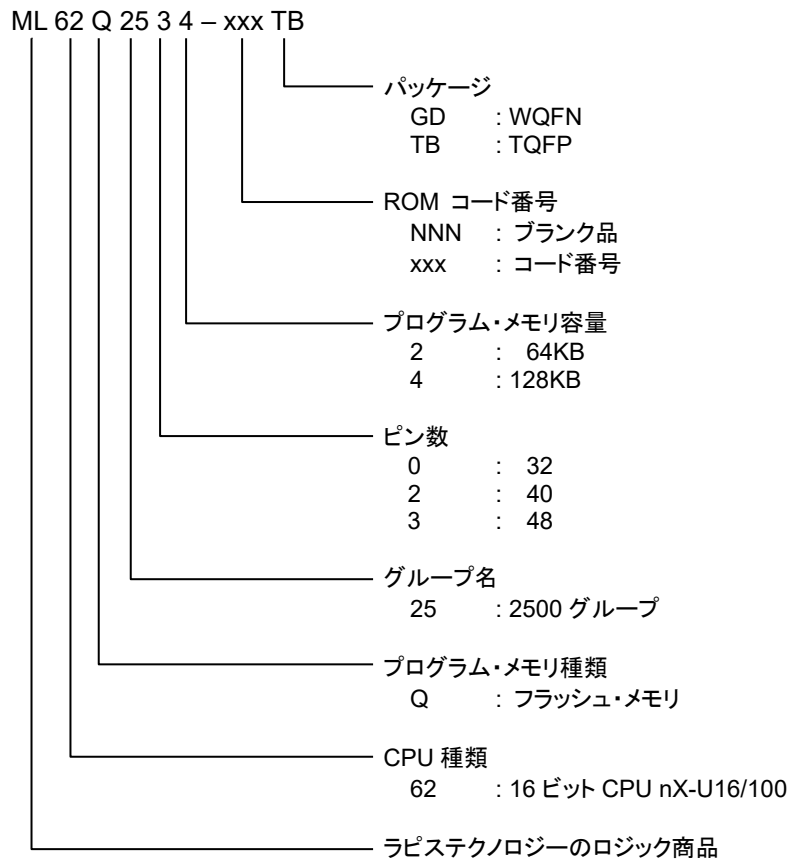 ML 62 Q 25 3 4 – xxx TB
パッケージ
GD : WQFN
TB : TQFP
ROM コード番号
NNN : ブランク品
xxx : コード番号
プログラム・メモリ容量
2 : 64KB
4 : 128KB
ピン数
0 : 32
2 : 40
3 : 48
グループ名
25 : 2500 グループ
プログラム・メモリ種類
Q : フラッシュ・メモリ
CPU 種類
62 : 16 ビット CPU nX-U16/100
ラピステクノロジーのロジック商品